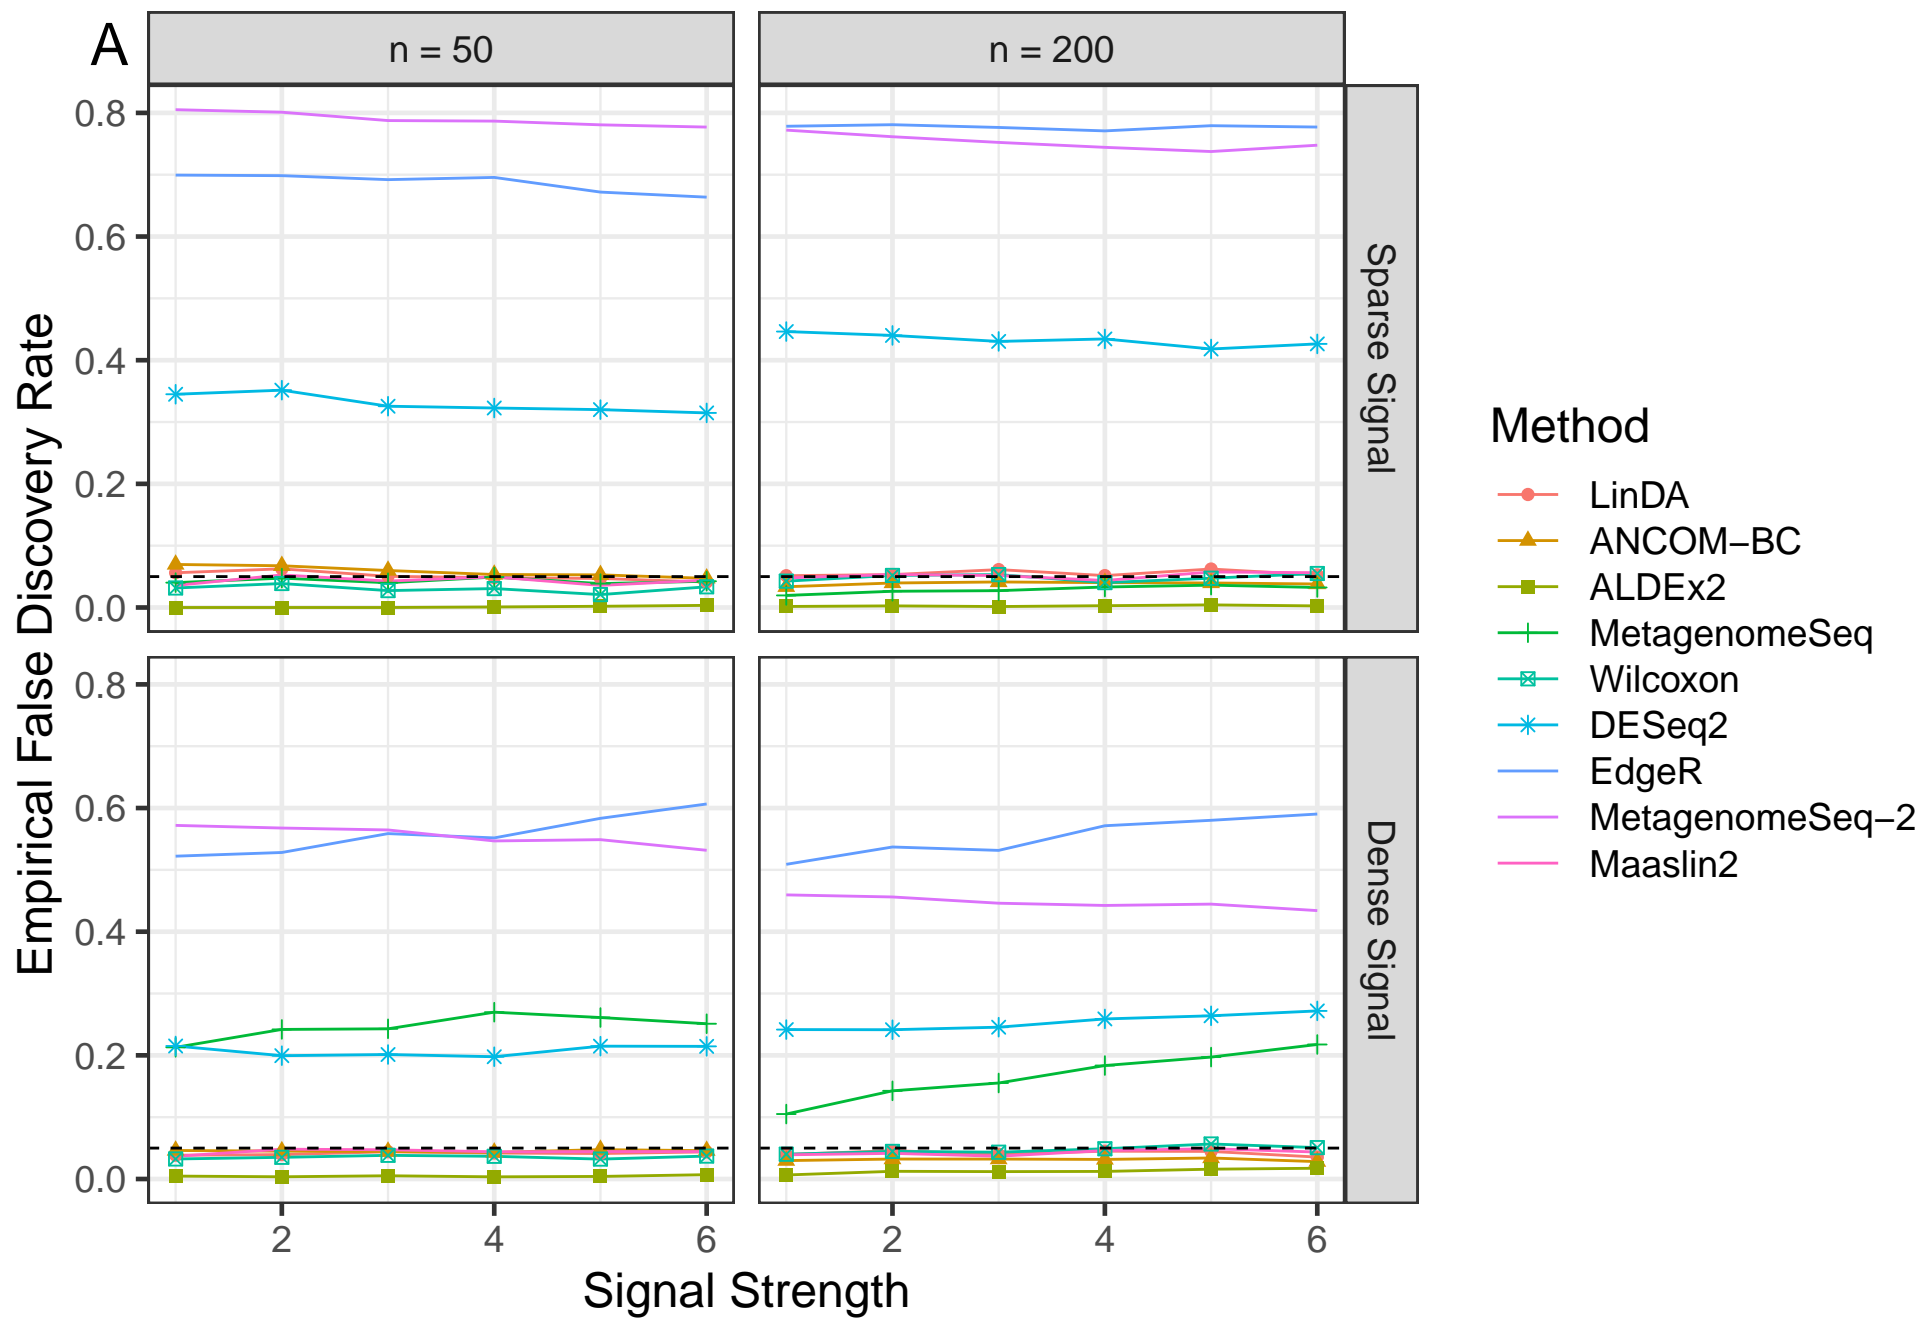 A
n = 50
n = 200
Empirical False Discovery Rate
0.8
0.6
0.4
0.2
0.0
Sparse Signal
0.8
0.6
0.4
0.2
0.0
Dense Signal
2
4
6
2
4
6
Signal Strength
Method
LinDA
ANCOM−BC
ALDEx2
MetagenomeSeq
Wilcoxon
DESeq2
EdgeR
MetagenomeSeq−2
Maaslin2